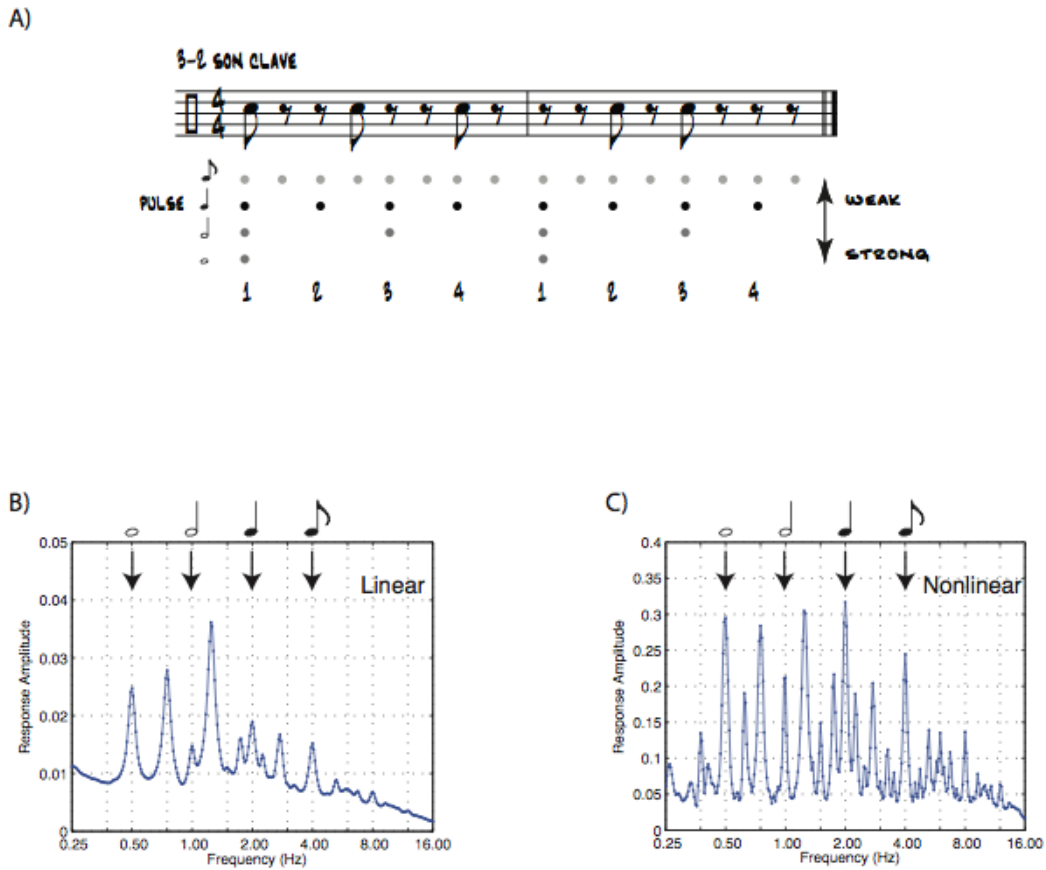 A)
3-2 SON CLAVE
4
4
PULSE
WEAK
STRONG
1 2 3 4 1 2 3 4
B)
C)
0.05
0.04
0.03
0.02
0.01
0
Response Amplitude
Linear
0.25 0.50 1.00 2.00 4.00 8.00 16.00
Frequency (Hz)
0.4
0.35
0.3
0.25
0.2
0.15
0.1
0.05
0
Response Amplitude
Nonlinear
0.25 0.50 1.00 2.00 4.00 8.00 16.00
Frequency (Hz)